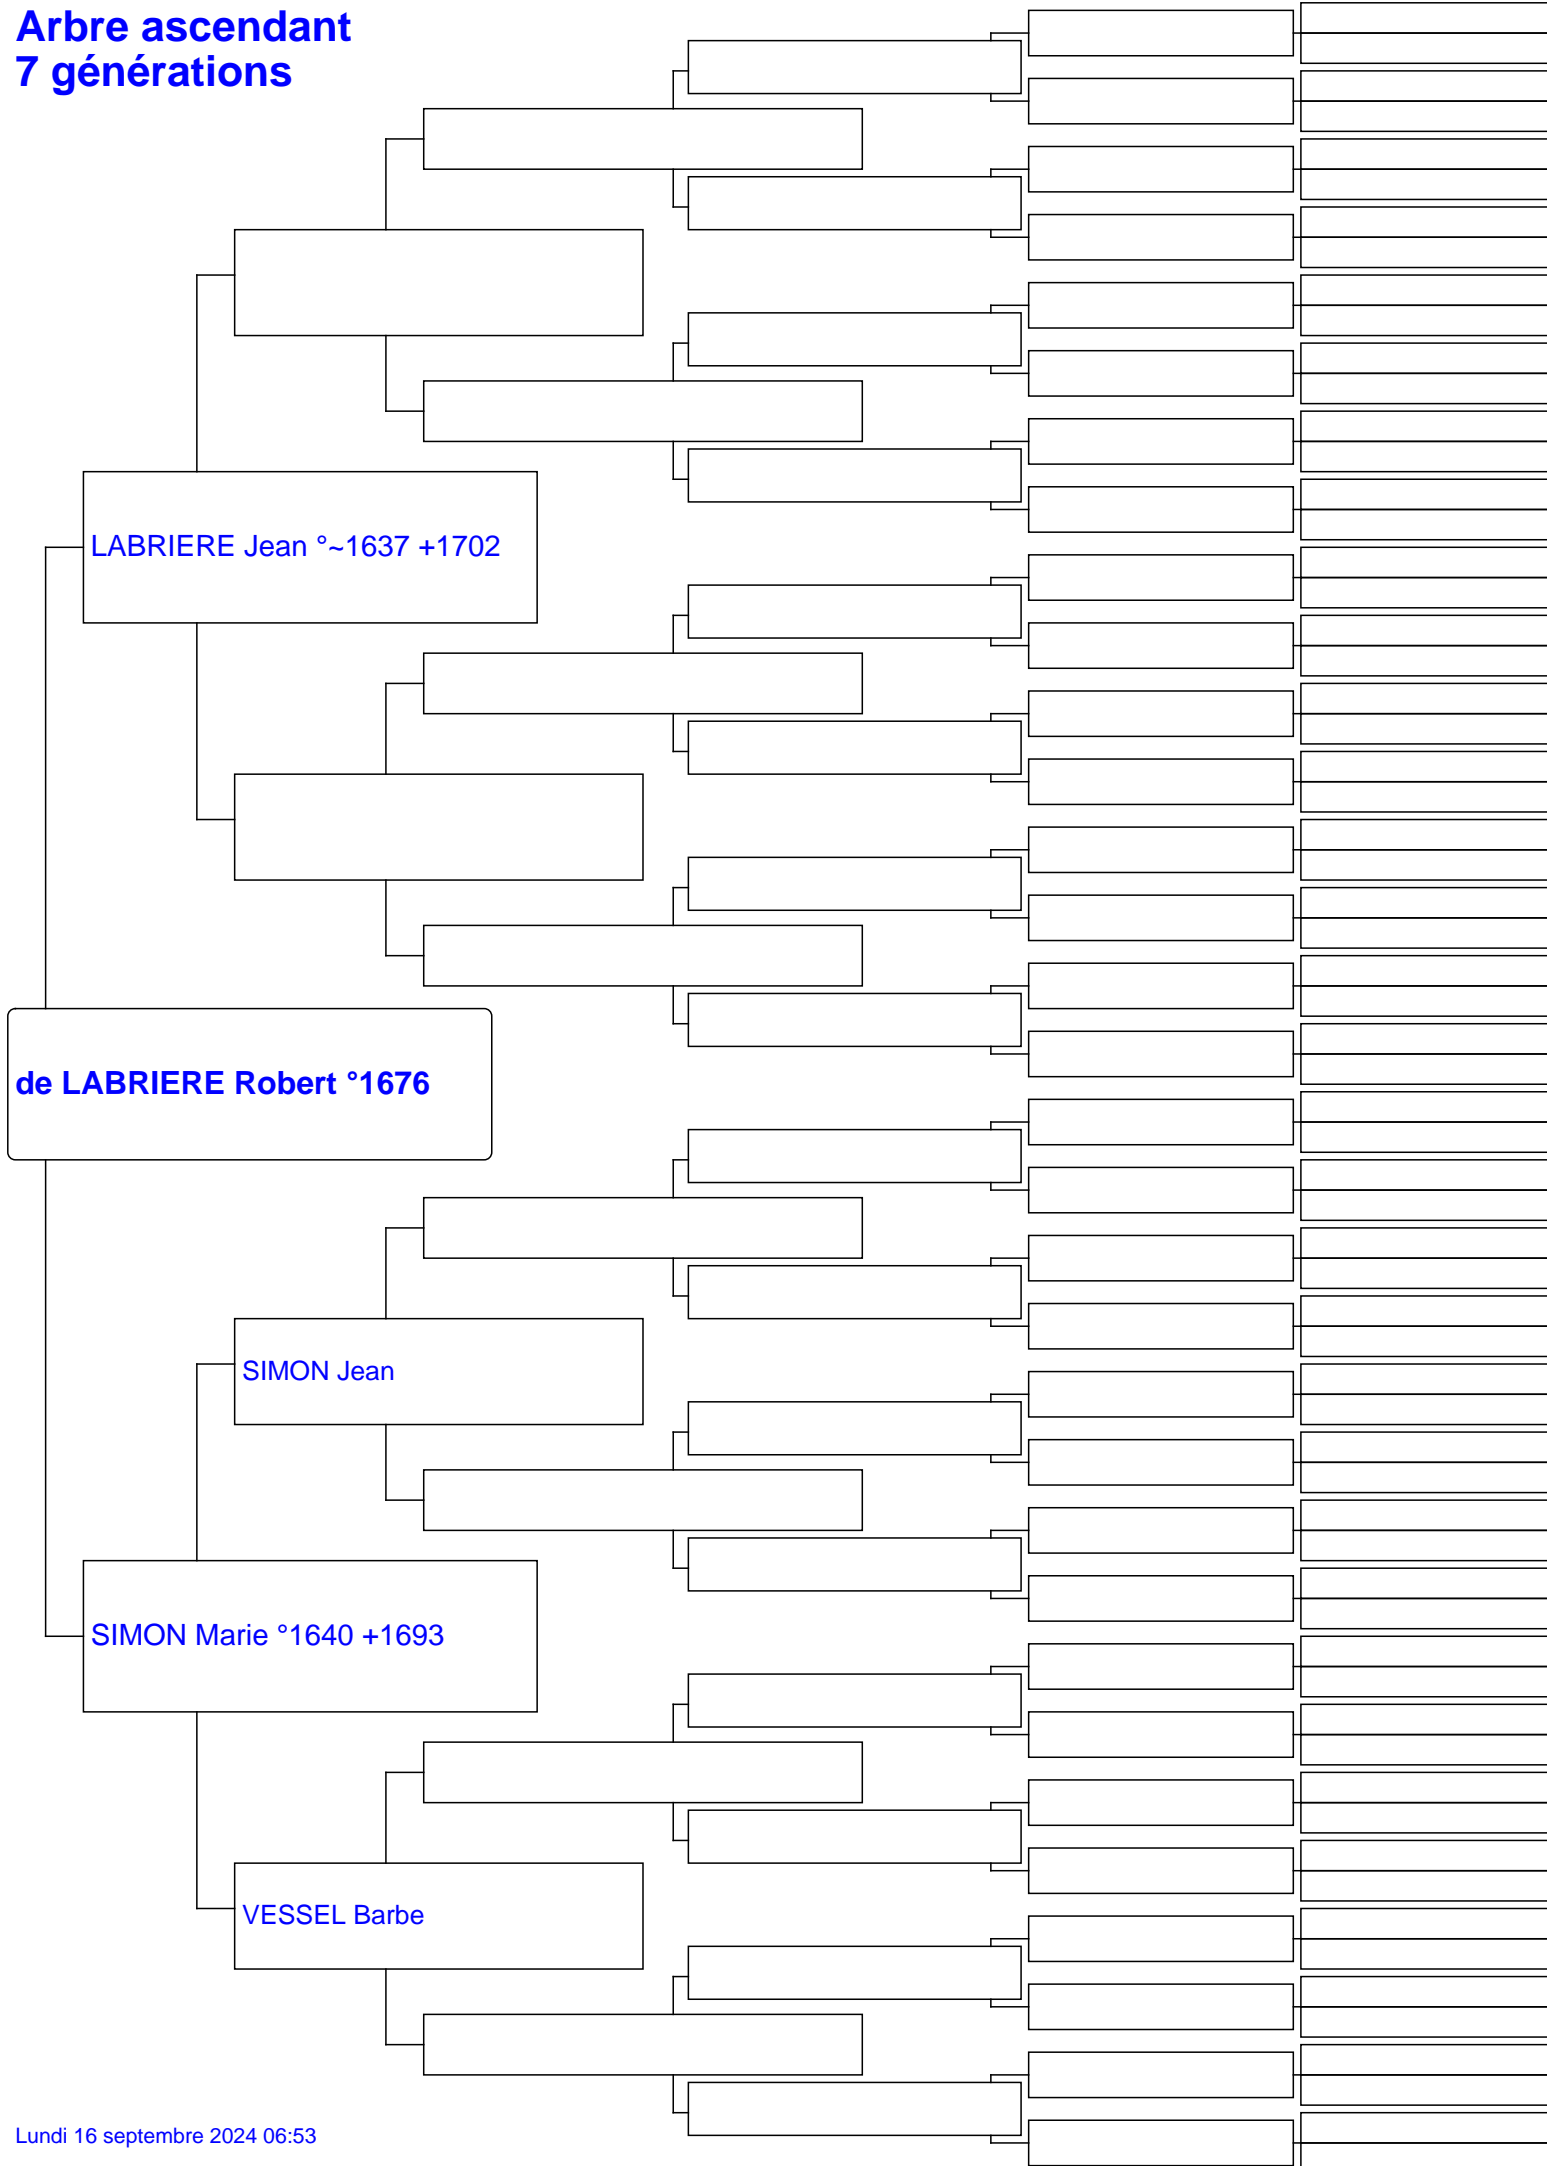 Arbre ascendant
7 générations
LABRIERE Jean °~1637 +1702
de LABRIERE Robert °1676
SIMON Jean
SIMON Marie °1640 +1693
VESSEL Barbe
Lundi 16 septembre 2024 06:53